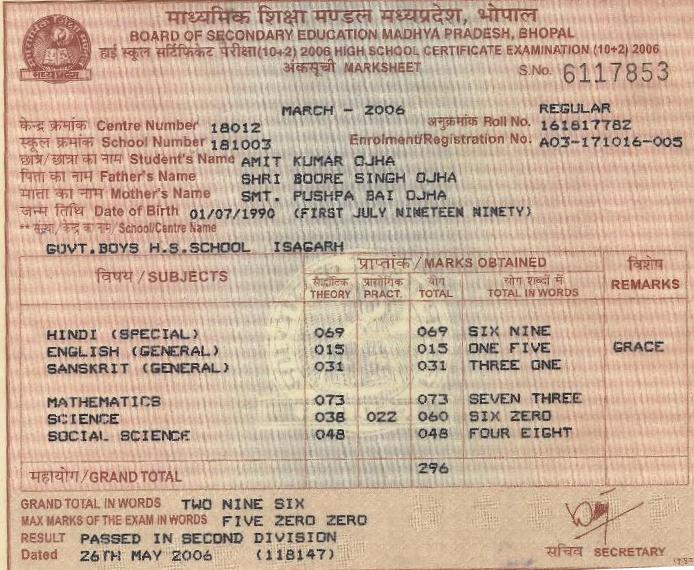 माध्यमिक शिक्षा मण्डल मध्यप्रदेश, भोपाल
BOARD OF SECONDARY EDUCATION MADHYA PRADESH, BHOPAL
हाई स्कूल सर्टिफिकेट परीक्षा (10+2) 2006 HIGH SCHOOL CERTIFICATE EXAMINATION (10+2) 2006
अंकसूची MARKSHEET
S.No. 6117853
मध्यप्रदेश
MARCH - 2006 REGULAR
केन्द्र क्रमांक Centre Number 18012 अनुक्रमांक Roll No. 161817782
स्कूल क्रमांक School Number 181003 Enrolment/Registration No. A03-171016-005
छात्र/छात्रा का नाम Student's Name AMIT KUMAR OJHA
पिता का नाम Father's Name SHRI BOORE SINGH OJHA
माता का नाम Mother's Name SMT. PUSHPA BAI OJHA
जन्म तिथि Date of Birth 01/07/1990 (FIRST JULY NINETEEN NINETY)
** संस्था/केन्द्र का नाम/School/Centre Name
GOVT.BOYS H.S.SCHOOL ISAGARH
विषय / SUBJECTS प्राप्तांक/MARKS OBTAINED विशेष REMARKS
सैद्धांतिक THEORY प्रायोगिक PRACT. योग TOTAL योग शब्दों में TOTAL IN WORDS
HINDI (SPECIAL) 069 069 SIX NINE
ENGLISH (GENERAL) 015 015 ONE FIVE GRACE
SANSKRIT (GENERAL) 031 031 THREE ONE
MATHEMATICS 073 073 SEVEN THREE
SCIENCE 038 022 060 SIX ZERO
SOCIAL SCIENCE 048 048 FOUR EIGHT
महायोग/GRAND TOTAL 296
GRAND TOTAL IN WORDS TWO NINE SIX
MAX MARKS OF THE EXAM IN WORDS FIVE ZERO ZERO
RESULT PASSED IN SECOND DIVISION
Dated 26TH MAY 2006 (118147)
सचिव SECRETARY